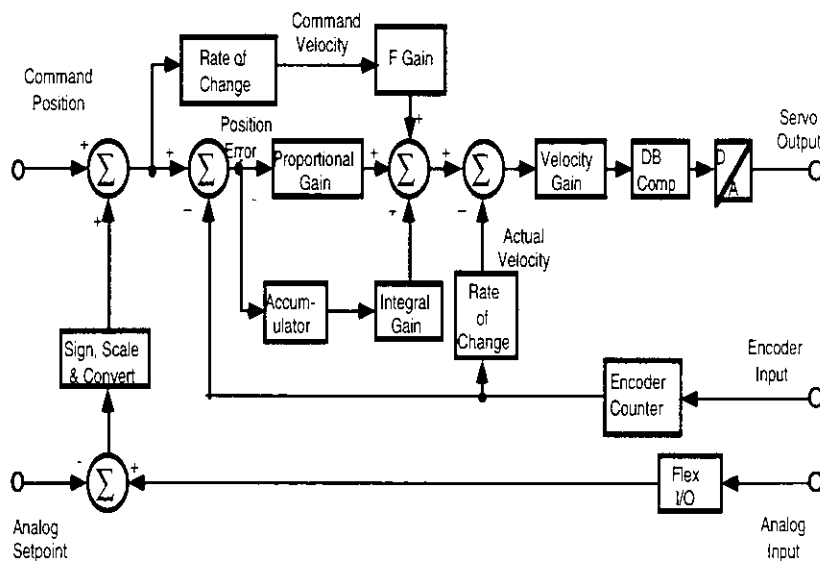 Command
Velocity
Rate of
Change
F Gain
Command
Position
+
+
+
Position
Error
Servo
Output
Σ
Σ
Proportional
Gain
+
Σ
+
Σ
Velocity
Gain
DB
Comp
D
A
+
−
-
+
−
Actual
Velocity
Accum-
ulator
Integral
Gain
Rate
of
Change
Sign, Scale
& Convert
Encoder
Counter
Encoder
Input
-
Σ
+
Flex
I/O
Analog
Setpoint
Analog
Input